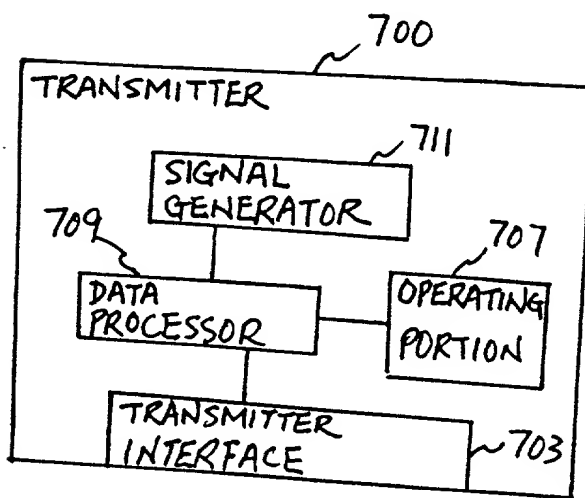 700
TRANSMITTER
711
SIGNAL
GENERATOR
709
707
DATA
PROCESSOR
OPERATING
PORTION
TRANSMITTER
INTERFACE
703